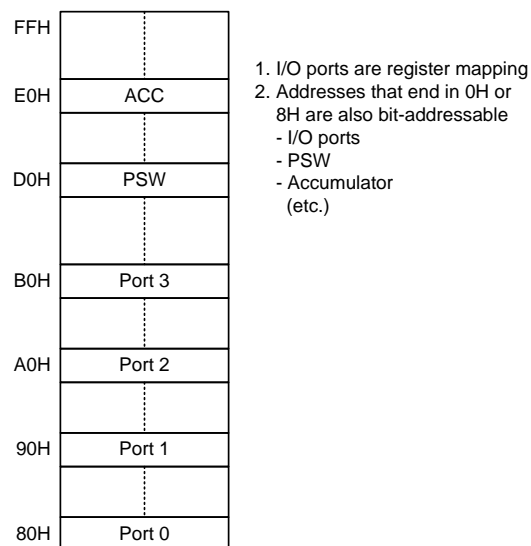 FFH
E0H ACC
D0H PSW
B0H Port 3
A0H Port 2
90H Port 1
80H Port 0
1. I/O ports are register mapping
2. Addresses that end in 0H or
8H are also bit-addressable
- I/O ports
- PSW
- Accumulator
(etc.)